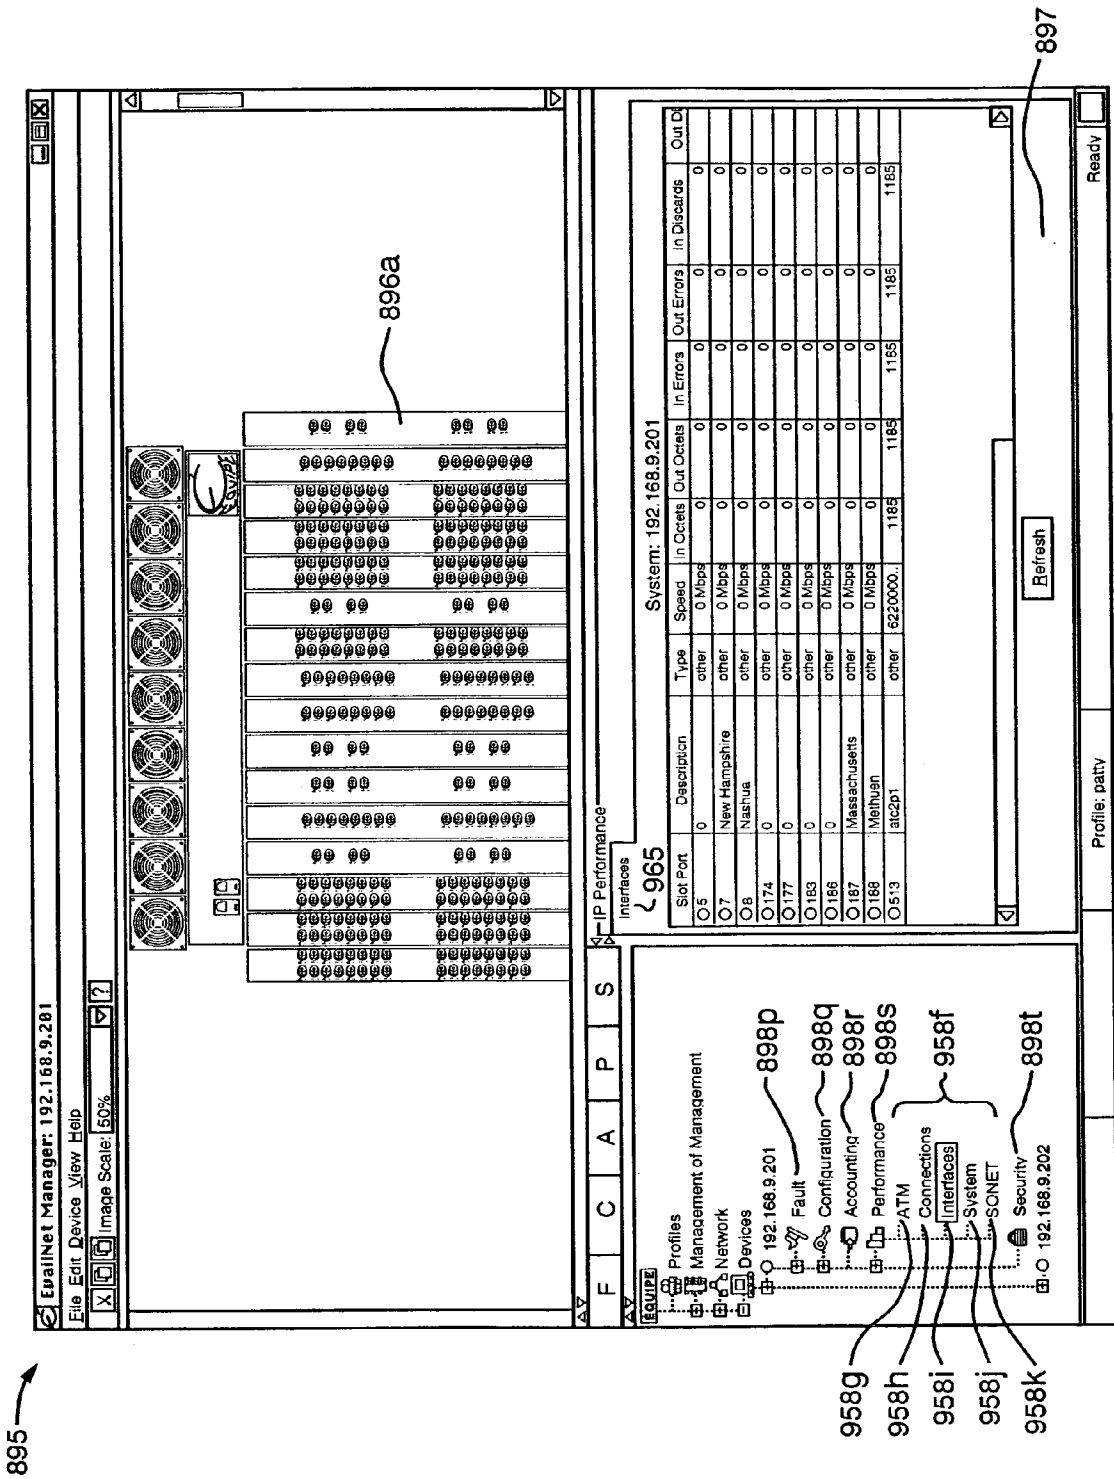 895
EquipNet Manager: 192.168.9.201
File Edit Device View Help
Image Scale: 50% ?
896a
F C A P S
EQUIPE
Profiles
Management of Management
Network
Devices
192.168.9.201
Fault
Configuration
Accounting
Performance
ATM
Connections
Interfaces
System
SONET
Security
192.168.9.202
898p
898q
898r
898s
958f
898t
958g
958h
958i
958j
958k
IP Performance
Interfaces
965
System: 192.168.9.201
Slot Port Description Type Speed In Octets Out Octets In Errors Out Errors In Discards
5 0 other 0 Mbps 0 0 0 0 0
7 New Hampshire other 0 Mbps 0 0 0 0 0
8 Nashua other 0 Mbps 0 0 0 0 0
174 0 other 0 Mbps 0 0 0 0 0
177 0 other 0 Mbps 0 0 0 0 0
183 0 other 0 Mbps 0 0 0 0 0
186 0 other 0 Mbps 0 0 0 0 0
187 Massachusetts other 0 Mbps 0 0 0 0 0
188 Methuen other 0 Mbps 0 0 0 0 0
513 atc2p1 other 6220000.. 1185 1185 1185 1185 1185
Refresh
897
Profile: patty
Ready